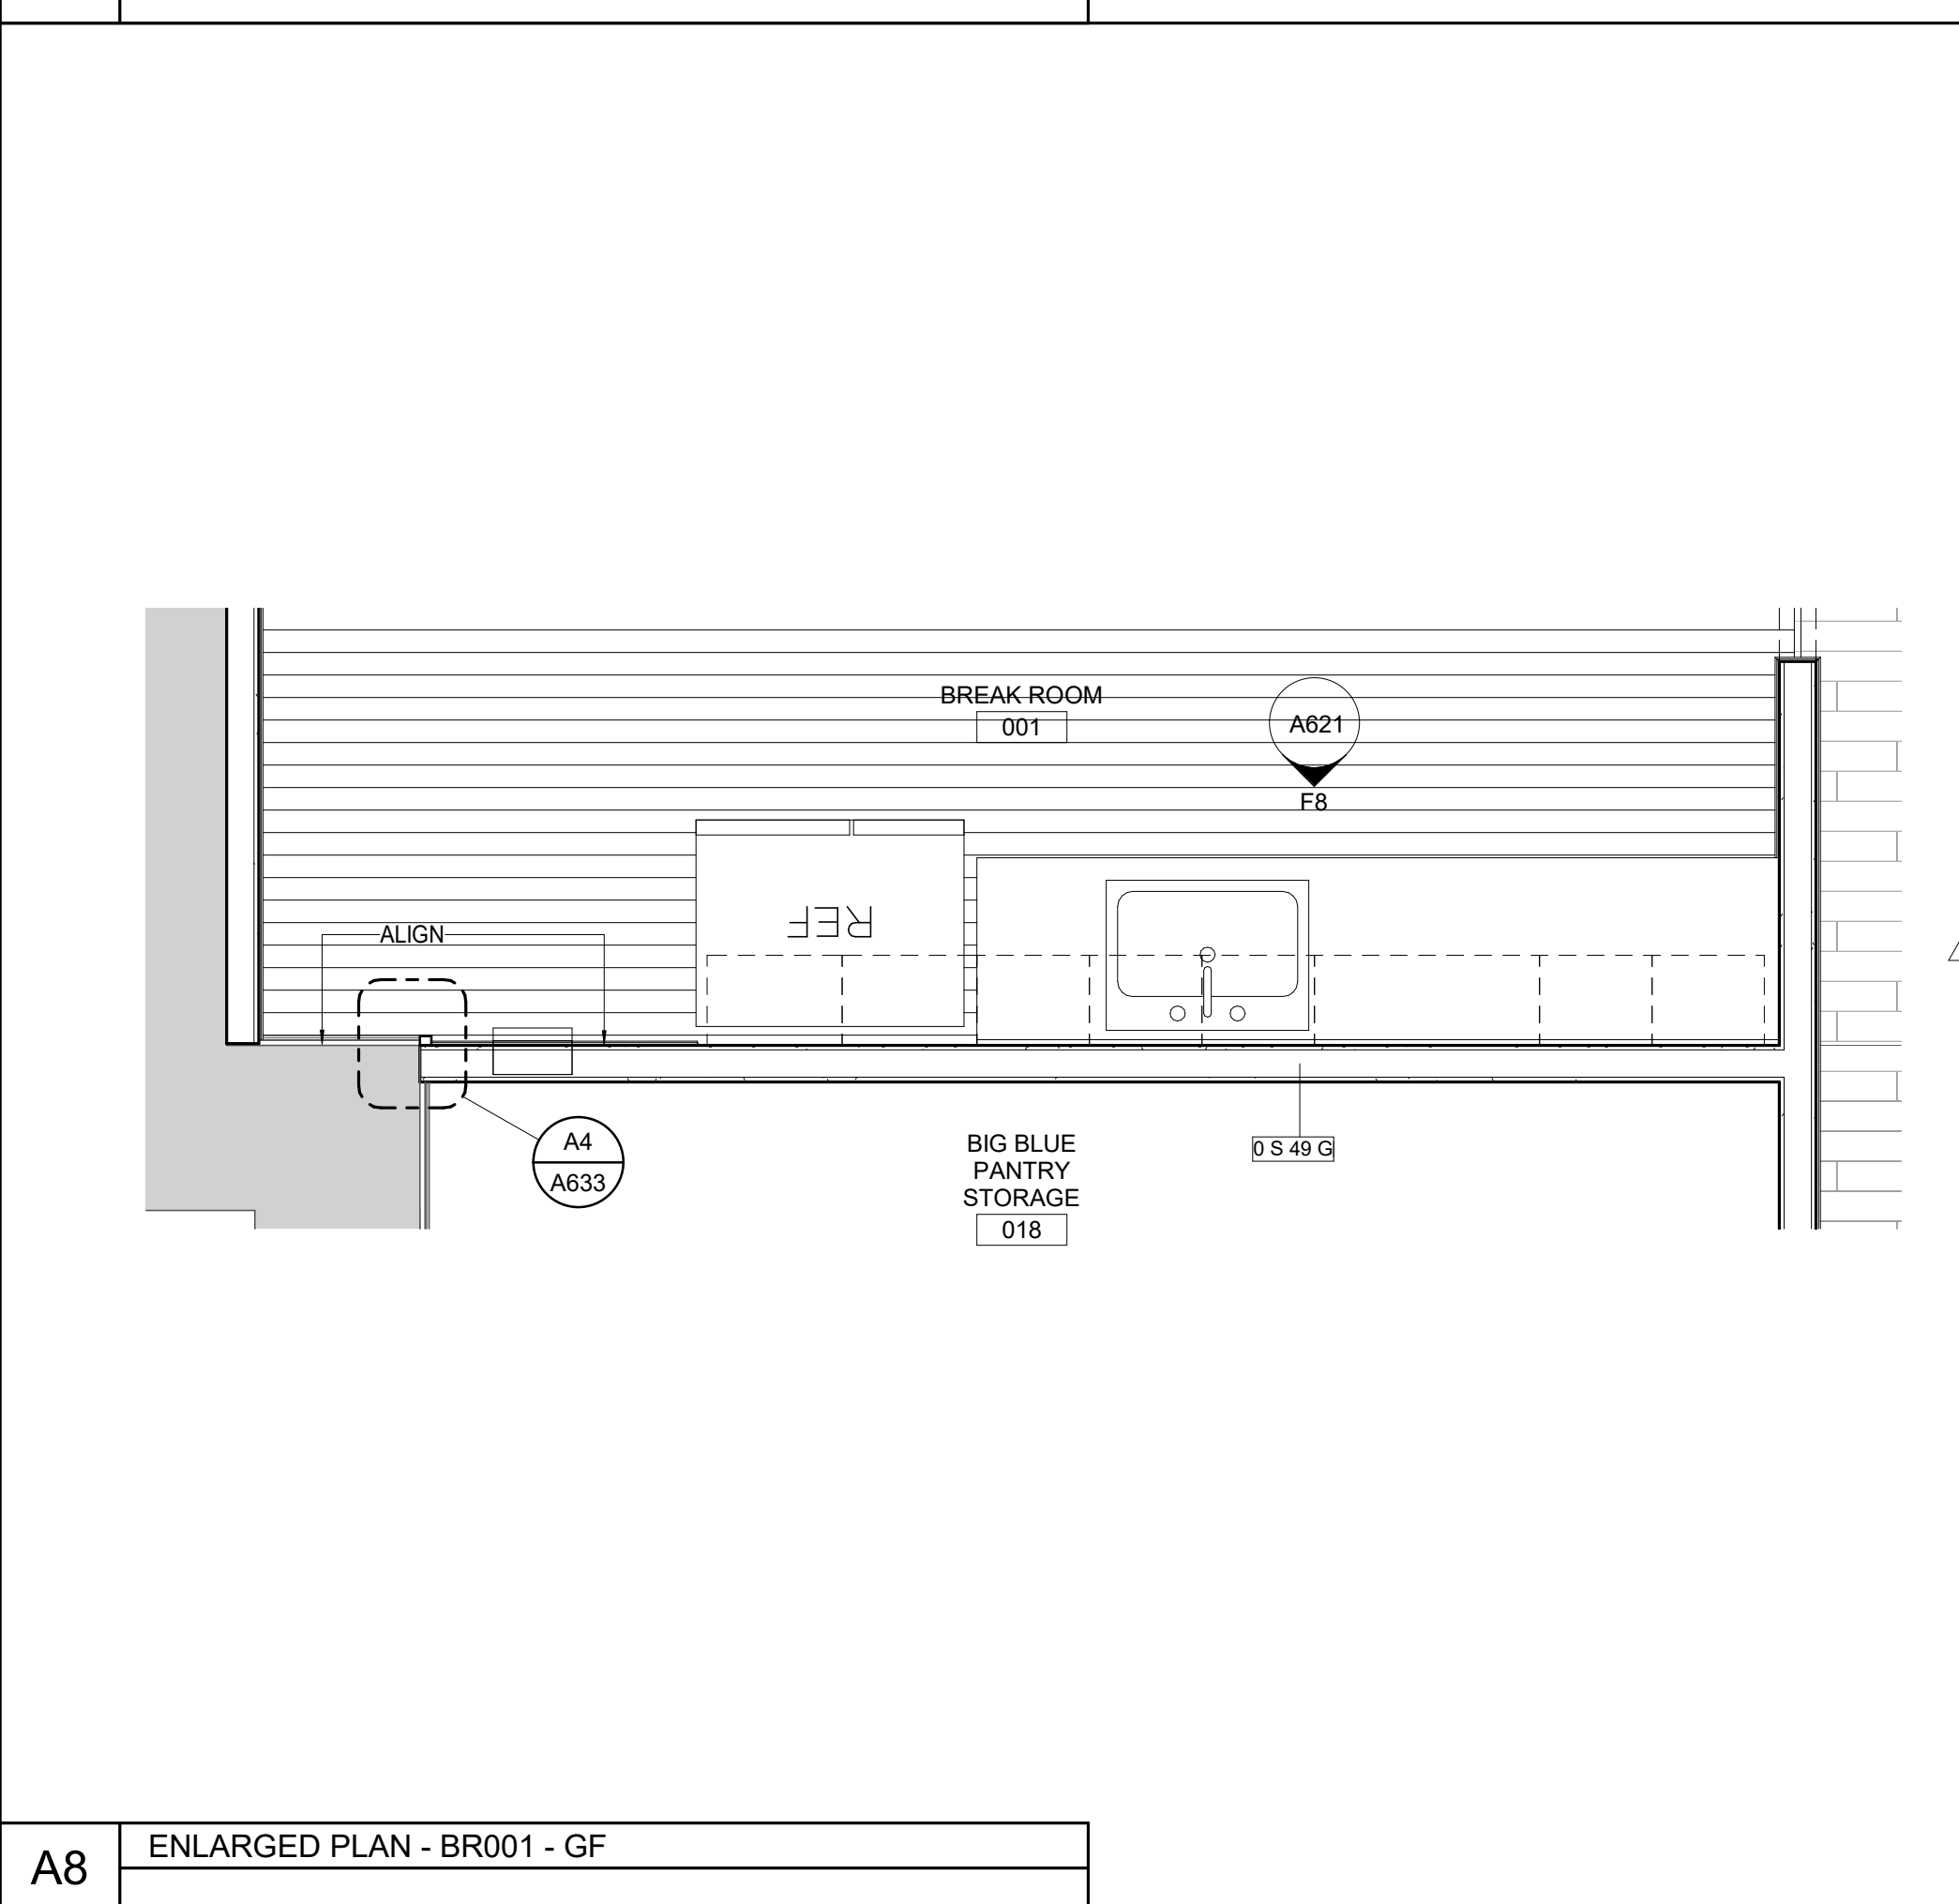 BREAK ROOM
001
A621
F8
REF
ALIGN
A4
A633
BIG BLUE
PANTRY
STORAGE
018
0 S 49 G
A8
ENLARGED PLAN - BR001 - GF